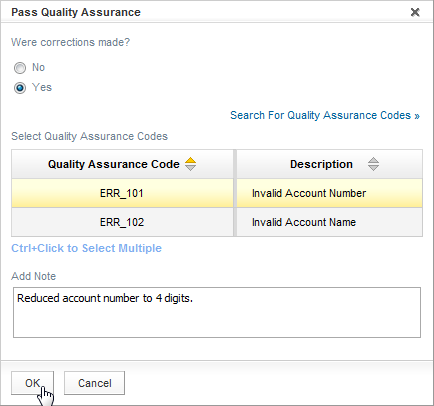 Pass Quality Assurance
Were corrections made?
No
Yes
Search For Quality Assurance Codes »
Select Quality Assurance Codes
Quality Assurance Code Description
ERR_101 Invalid Account Number
ERR_102 Invalid Account Name
Ctrl+Click to Select Multiple
Add Note
Reduced account number to 4 digits.
OK Cancel